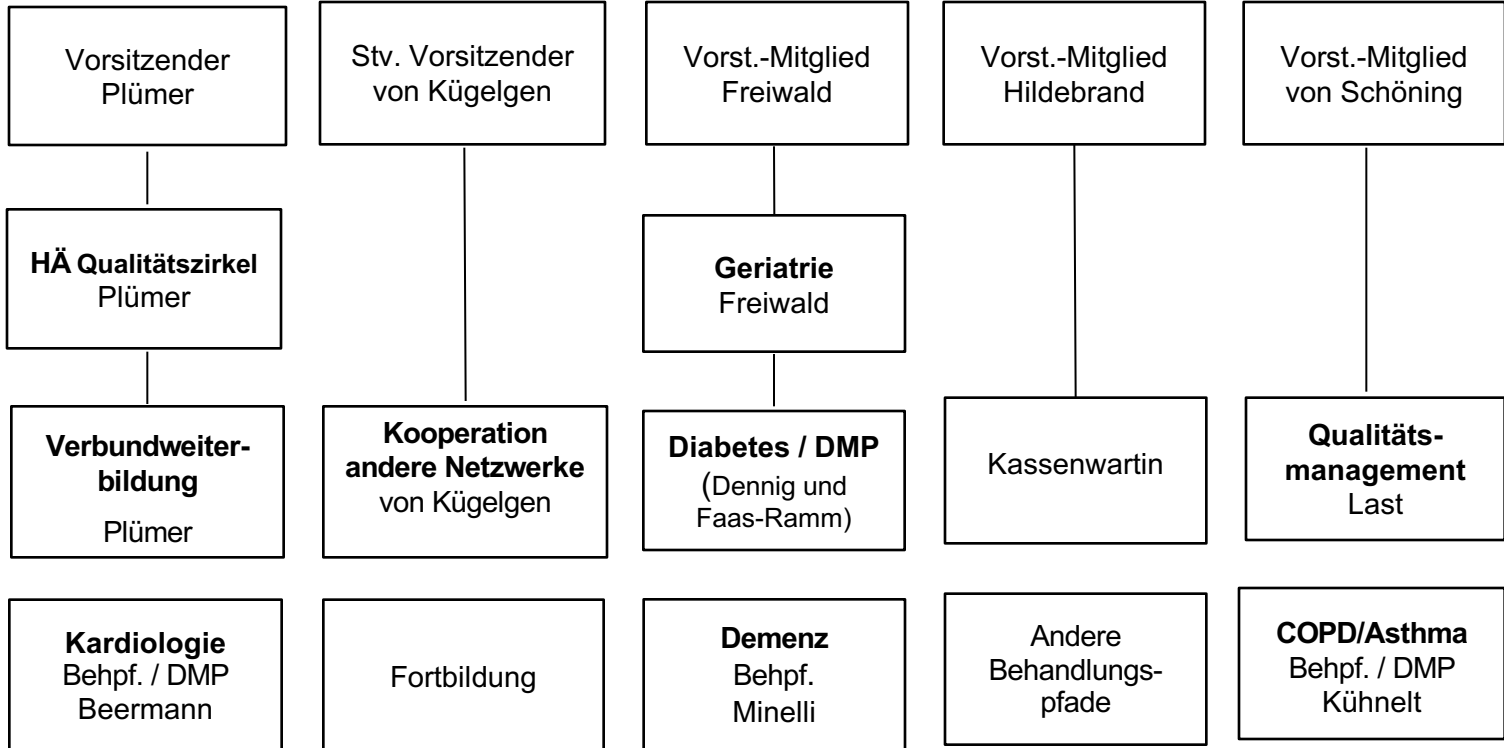 Vorsitzender
Plümer
Stv. Vorsitzender
von Kügelgen
Vorst.-Mitglied
Freiwald
Vorst.-Mitglied
Hildebrand
Vorst.-Mitglied
von Schöning
HÄ Qualitätszirkel
Plümer
Geriatrie
Freiwald
Verbundweiter-
bildung
Plümer
Kooperation
andere Netzwerke
von Kügelgen
Diabetes / DMP
(Dennig und
Faas-Ramm)
Kassenwartin
Qualitäts-
management
Last
Kardiologie
Behpf. / DMP
Beermann
Fortbildung
Demenz
Behpf.
Minelli
Andere
Behandlungs-
pfade
COPD/Asthma
Behpf. / DMP
Kühnelt